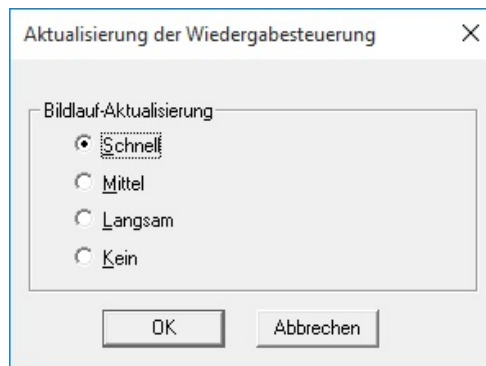 Aktualisierung der Wiedergabesteuerung
Bildlauf-Aktualisierung
Schnell
Mittel
Langsam
Kein
OK Abbrechen